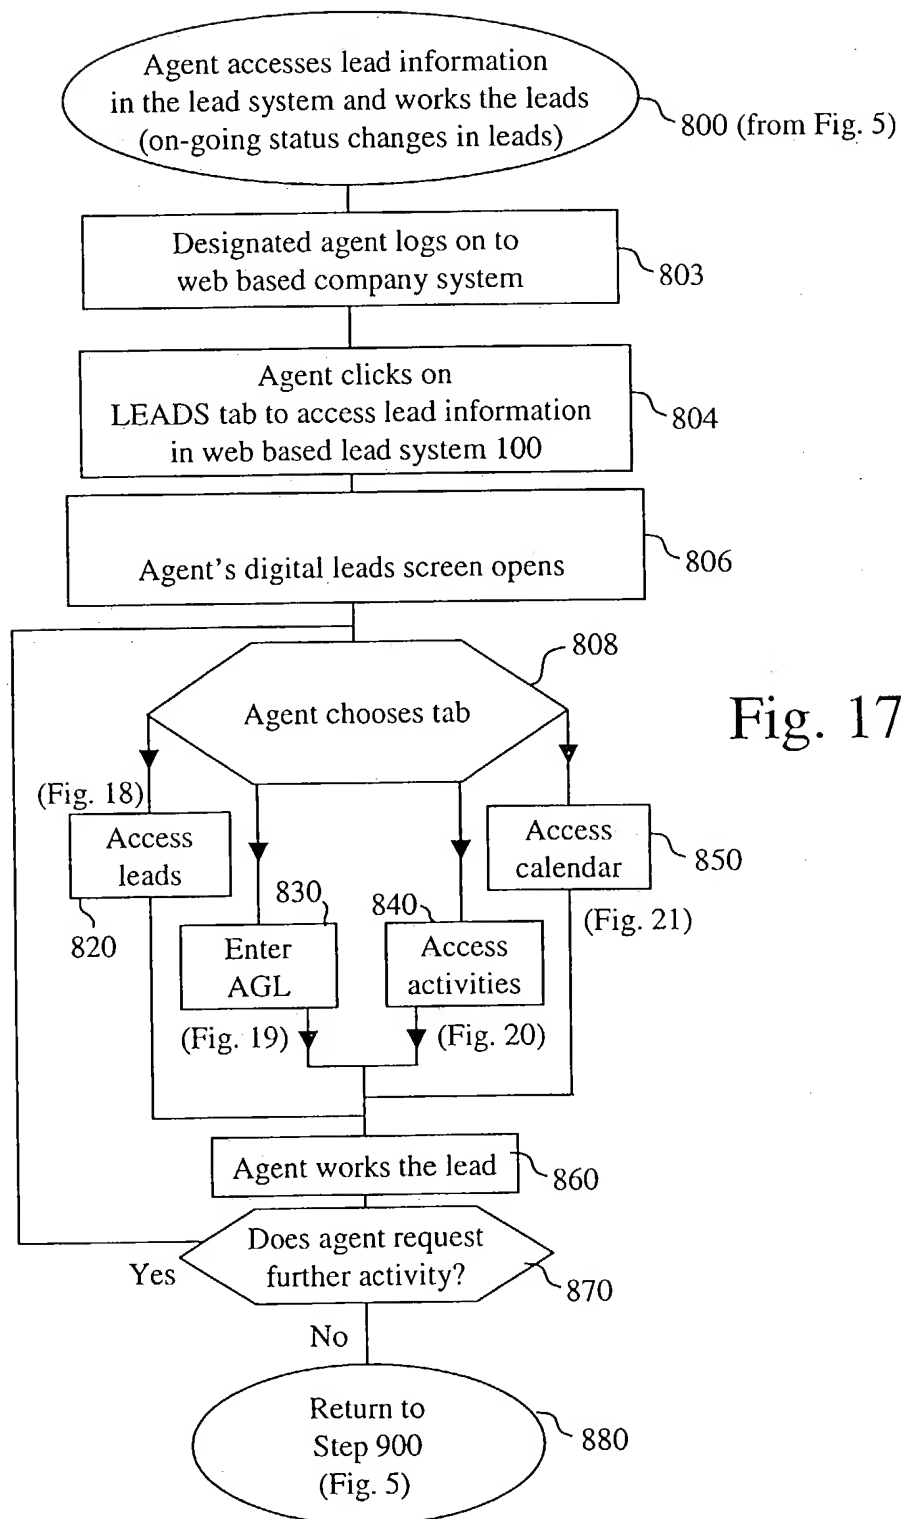 Agent accesses lead information
in the lead system and works the leads
(on-going status changes in leads)
800 (from Fig. 5)
Designated agent logs on to
web based company system
803
Agent clicks on
LEADS tab to access lead information
in web based lead system 100
804
Agent's digital leads screen opens
806
808
Agent chooses tab
Fig. 17
(Fig. 18)
Access
leads
820
Access
calendar
850
(Fig. 21)
830
Enter
AGL
(Fig. 19)
840
Access
activities
(Fig. 20)
Agent works the lead
860
Does agent request
further activity?
870
Yes
No
Return to
Step 900
(Fig. 5)
880